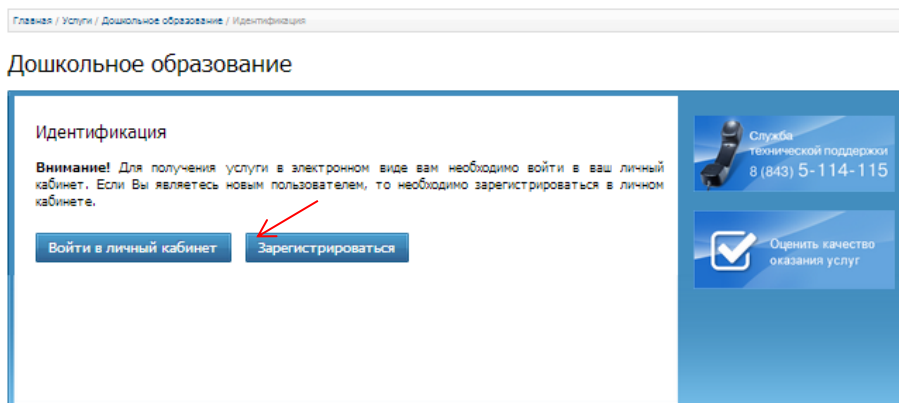 Главная / Услуги / Дошкольное образование / Идентификация
Дошкольное образование
Идентификация
Внимание! Для получения услуги в электронном виде вам необходимо войти в ваш личный
кабинет. Если Вы являетесь новым пользователем, то необходимо зарегистрироваться в личном
кабинете.
Войти в личный кабинет
Зарегистрироваться
Служба
технической поддержки
8 (843) 5-114-115
Оценить качество
оказания услуг